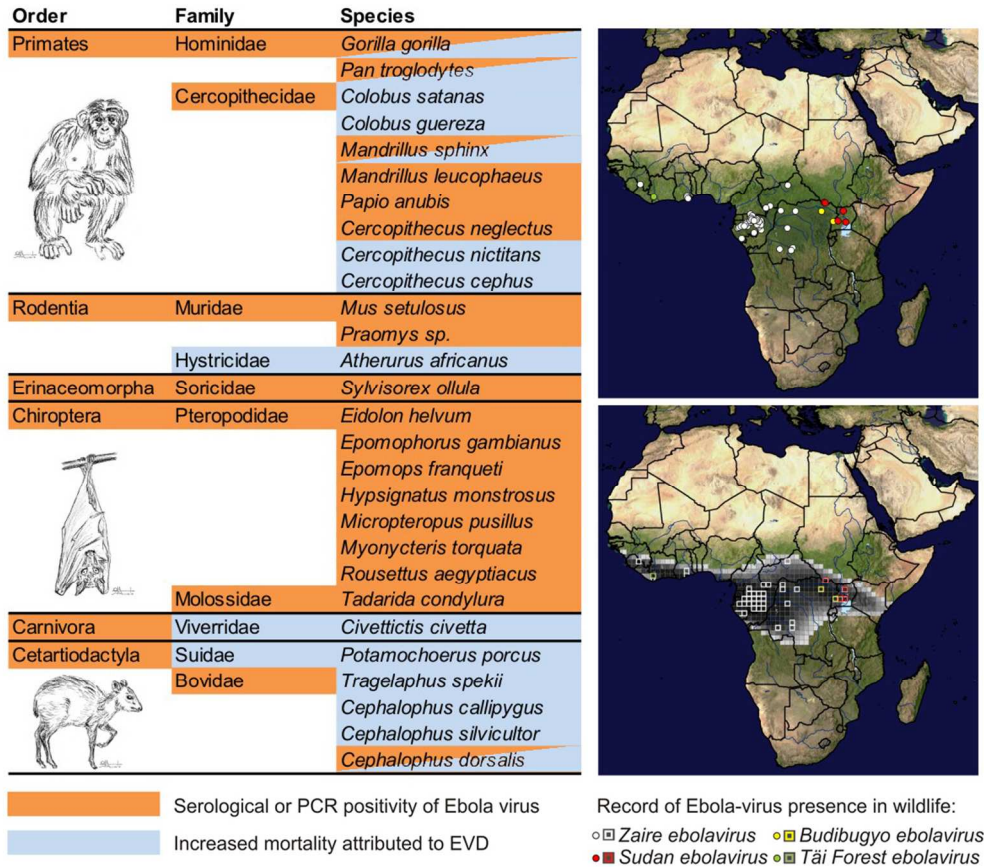 Order Family Species
Primates Hominidae Gorilla gorilla
Pan troglodytes
Cercopithecidae Colobus satanas
Colobus guereza
Mandrillus sphinx
Mandrillus leucophaeus
Papio anubis
Cercopithecus neglectus
Cercopithecus nictitans
Cercopithecus cephus
Rodentia Muridae Mus setulosus
Praomys sp.
Hystricidae Atherurus africanus
Erinaceomorpha Soricidae Sylvisorex ollula
Chiroptera Pteropodidae Eidolon helvum
Epomophorus gambianus
Epomops franqueti
Hypsignatus monstrosus
Micropteropus pusillus
Myonycteris torquata
Rousettus aegyptiacus
Molossidae Tadarida condylura
Carnivora Viverridae Civettictis civetta
Cetartiodactyla Suidae Potamochoerus porcus
Bovidae Tragelaphus spekii
Cephalophus callipygus
Cephalophus silvicultor
Cephalophus dorsalis
Serological or PCR positivity of Ebola virus
Increased mortality attributed to EVD
Record of Ebola-virus presence in wildlife:
Zaire ebolavirus Budibugyo ebolavirus
Sudan ebolavirus Täi Forest ebolavirus